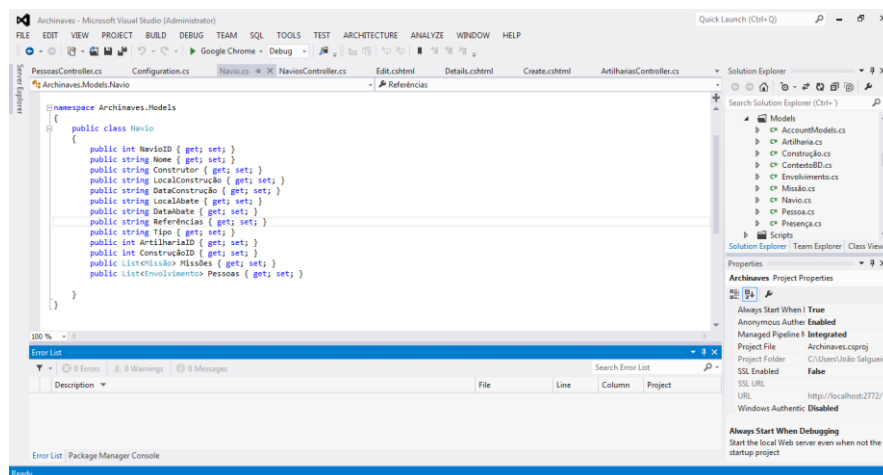 Archinaves - Microsoft Visual Studio (Administrator)
Quick Launch (Ctrl+Q)
FILE EDIT VIEW PROJECT BUILD DEBUG TEAM SQL TOOLS TEST ARCHITECTURE ANALYZE WINDOW HELP
Google Chrome Debug
Server Explorer
PessoasController.cs Configuration.cs Navio.cs NaviosController.cs Edit.cshtml Details.cshtml Create.cshtml ArtilhariasController.cs
Archinaves.Models.Navio Referências
namespace Archinaves.Models
{
public class Navio
{
public int NavioID { get; set; }
public string Nome { get; set; }
public string Construtor { get; set; }
public string LocalConstrução { get; set; }
public string DataConstrução { get; set; }
public string LocalAbate { get; set; }
public string DataAbate { get; set; }
public string Referências { get; set; }
public string Tipo { get; set; }
public int ArtilhariaID { get; set; }
public int ConstruçãoID { get; set; }
public List<Missão> Missões { get; set; }
public List<Envolvimento> Pessoas { get; set; }
}
}
100 %
Error List
0 Errors 0 Warnings 0 Messages
Search Error List
Description File Line Column Project
Error List Package Manager Console
Ready
Solution Explorer
Search Solution Explorer (Ctrl+´)
Models
AccountModels.cs
Artilharia.cs
Construção.cs
ContextoBD.cs
Envolvimento.cs
Missão.cs
Navio.cs
Pessoa.cs
Presença.cs
Scripts
Solution Explorer Team Explorer Class View
Properties
Archinaves Project Properties
Always Start When True
Anonymous Authe Enabled
Managed Pipeline Integrated
Project File Archinaves.csproj
Project Folder C:\Users\João Salguei
SSL Enabled False
SSL URL
URL http://localhost:2772/
Windows Authentic Disabled
Always Start When Debugging
Start the local Web server even when not the
startup project